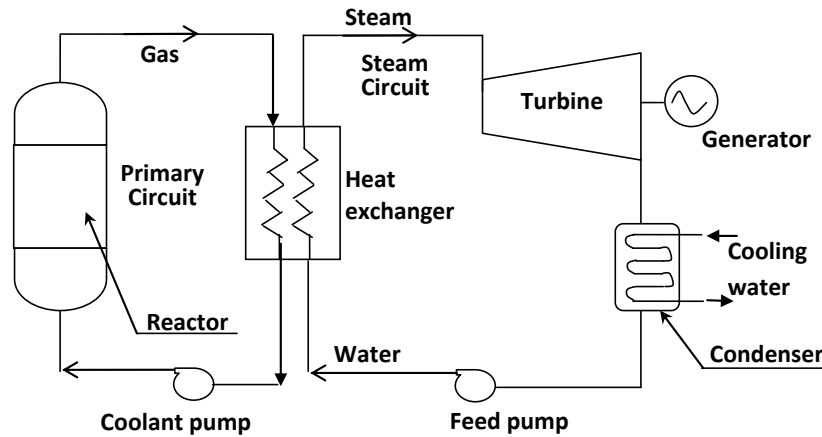 Steam
Gas
Steam
Circuit
Turbine
Generator
Primary
Circuit
Heat
exchanger
Cooling
water
Reactor
Water
Condenser
Coolant pump
Feed pump